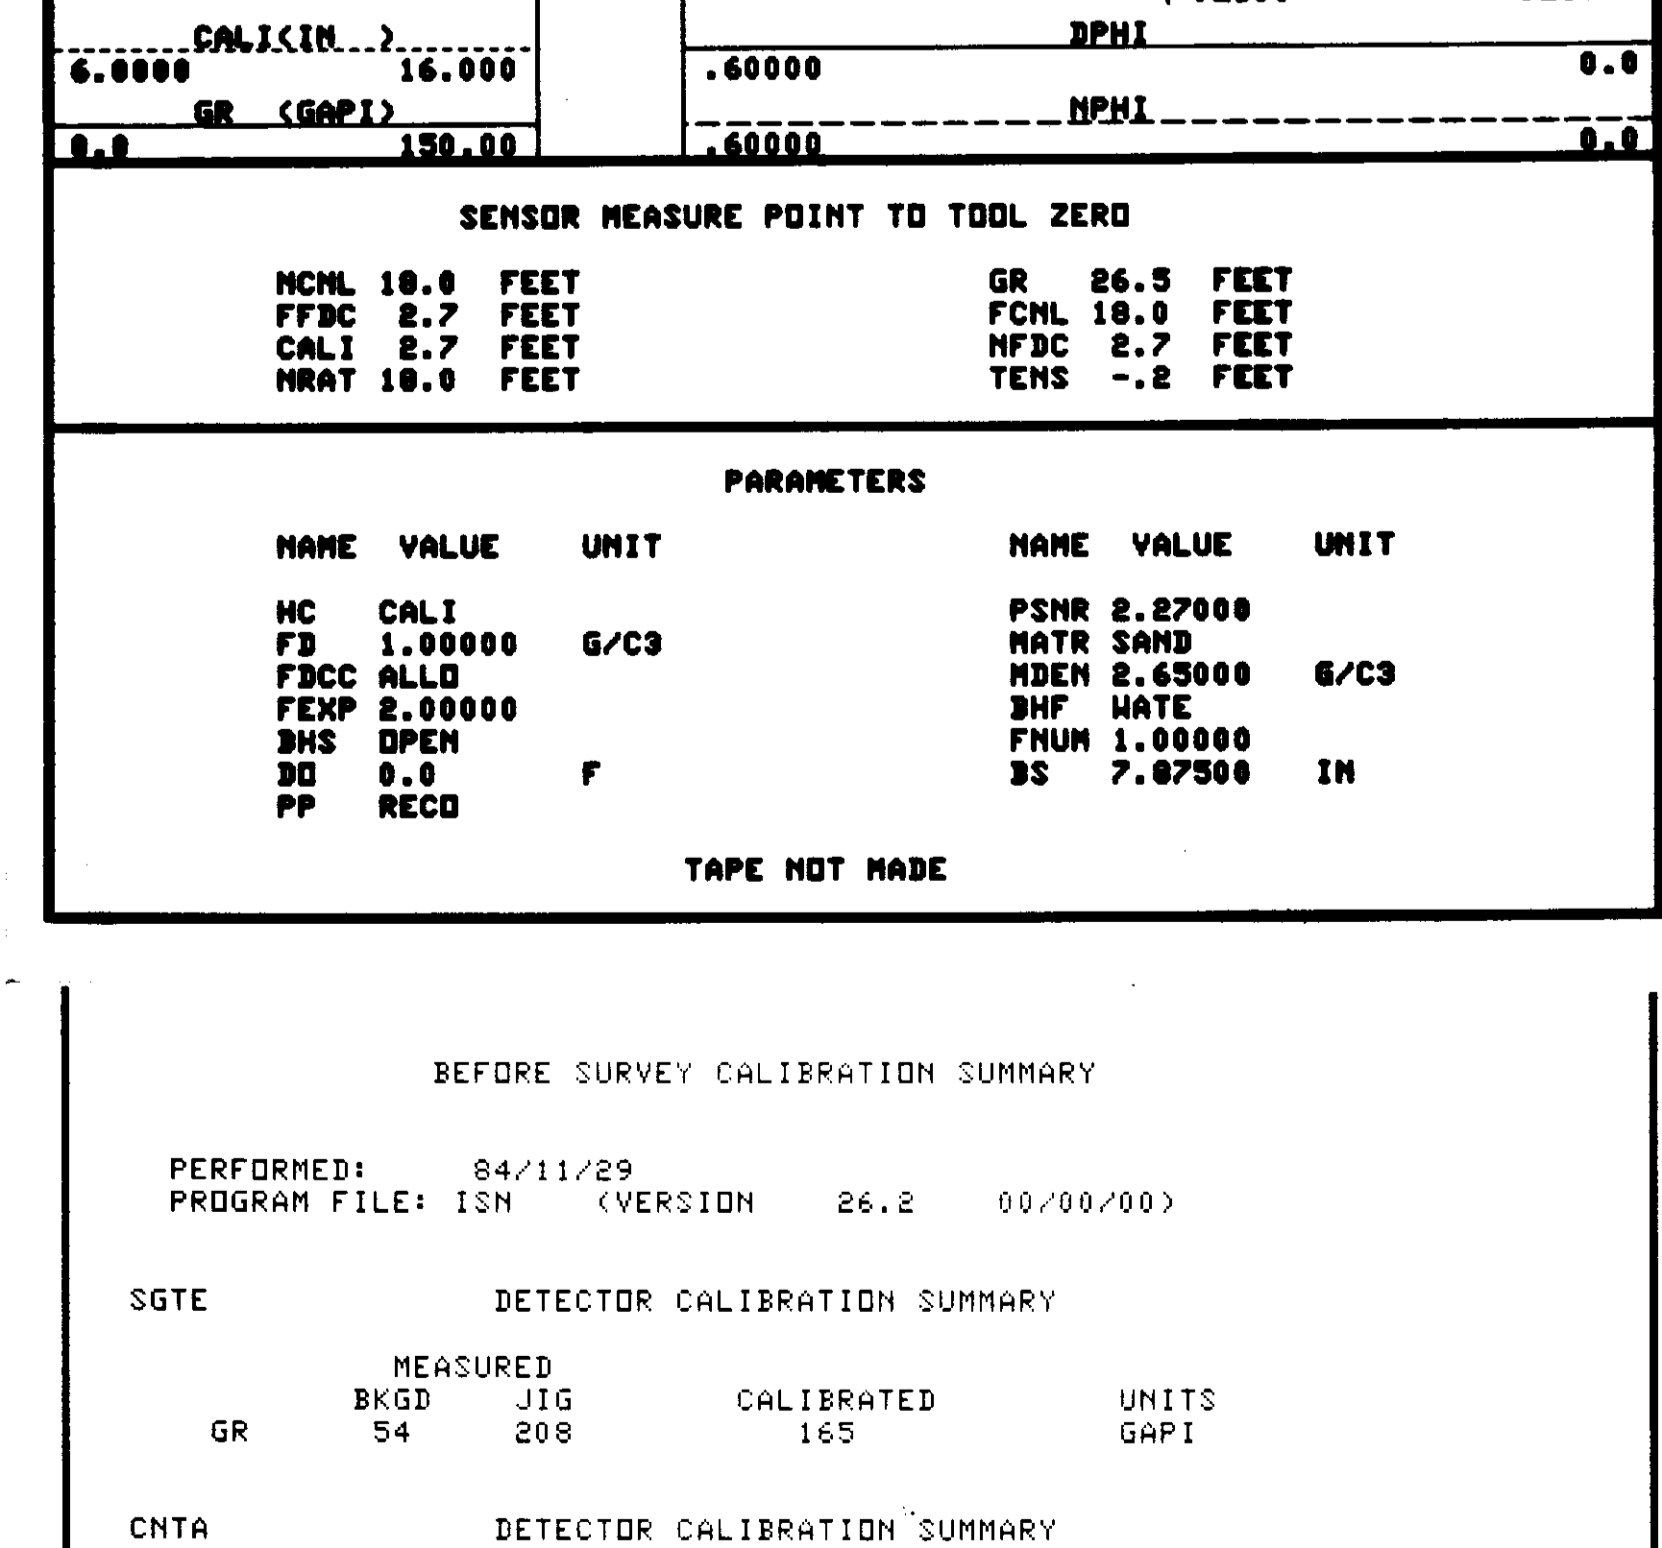 CALI(IN   )   DPHI
6.0000   16.000   .60000   0.0
GR   (GAPI)   NPHI
0.0   150.00   .60000   0.0
SENSOR MEASURE POINT TO TOOL ZERO
NCNL 18.0 FEET   GR 26.5 FEET
FFDC 2.7 FEET   FCNL 18.0 FEET
CALI 2.7 FEET   NFDC 2.7 FEET
NRAT 18.0 FEET   TENS -.2 FEET
PARAMETERS
NAME VALUE UNIT   NAME VALUE UNIT
HC CALI   PSNR 2.27000
FD 1.00000 G/C3   MATR SAND
FDCC ALLO   MDEN 2.65000 G/C3
FEXP 2.00000   BHF WATE
BHS OPEN   FNUM 1.00000
DO 0.0 F   BS 7.87500 IN
PP RECO
TAPE NOT MADE
BEFORE SURVEY CALIBRATION SUMMARY
PERFORMED: 84/11/29
PROGRAM FILE: ISN (VERSION 26.2 00/00/00)
SGTE   DETECTOR CALIBRATION SUMMARY
MEASURED
BKGD JIG CALIBRATED UNITS
GR 54 208 165 GAPI
CNTA   DETECTOR CALIBRATION SUMMARY